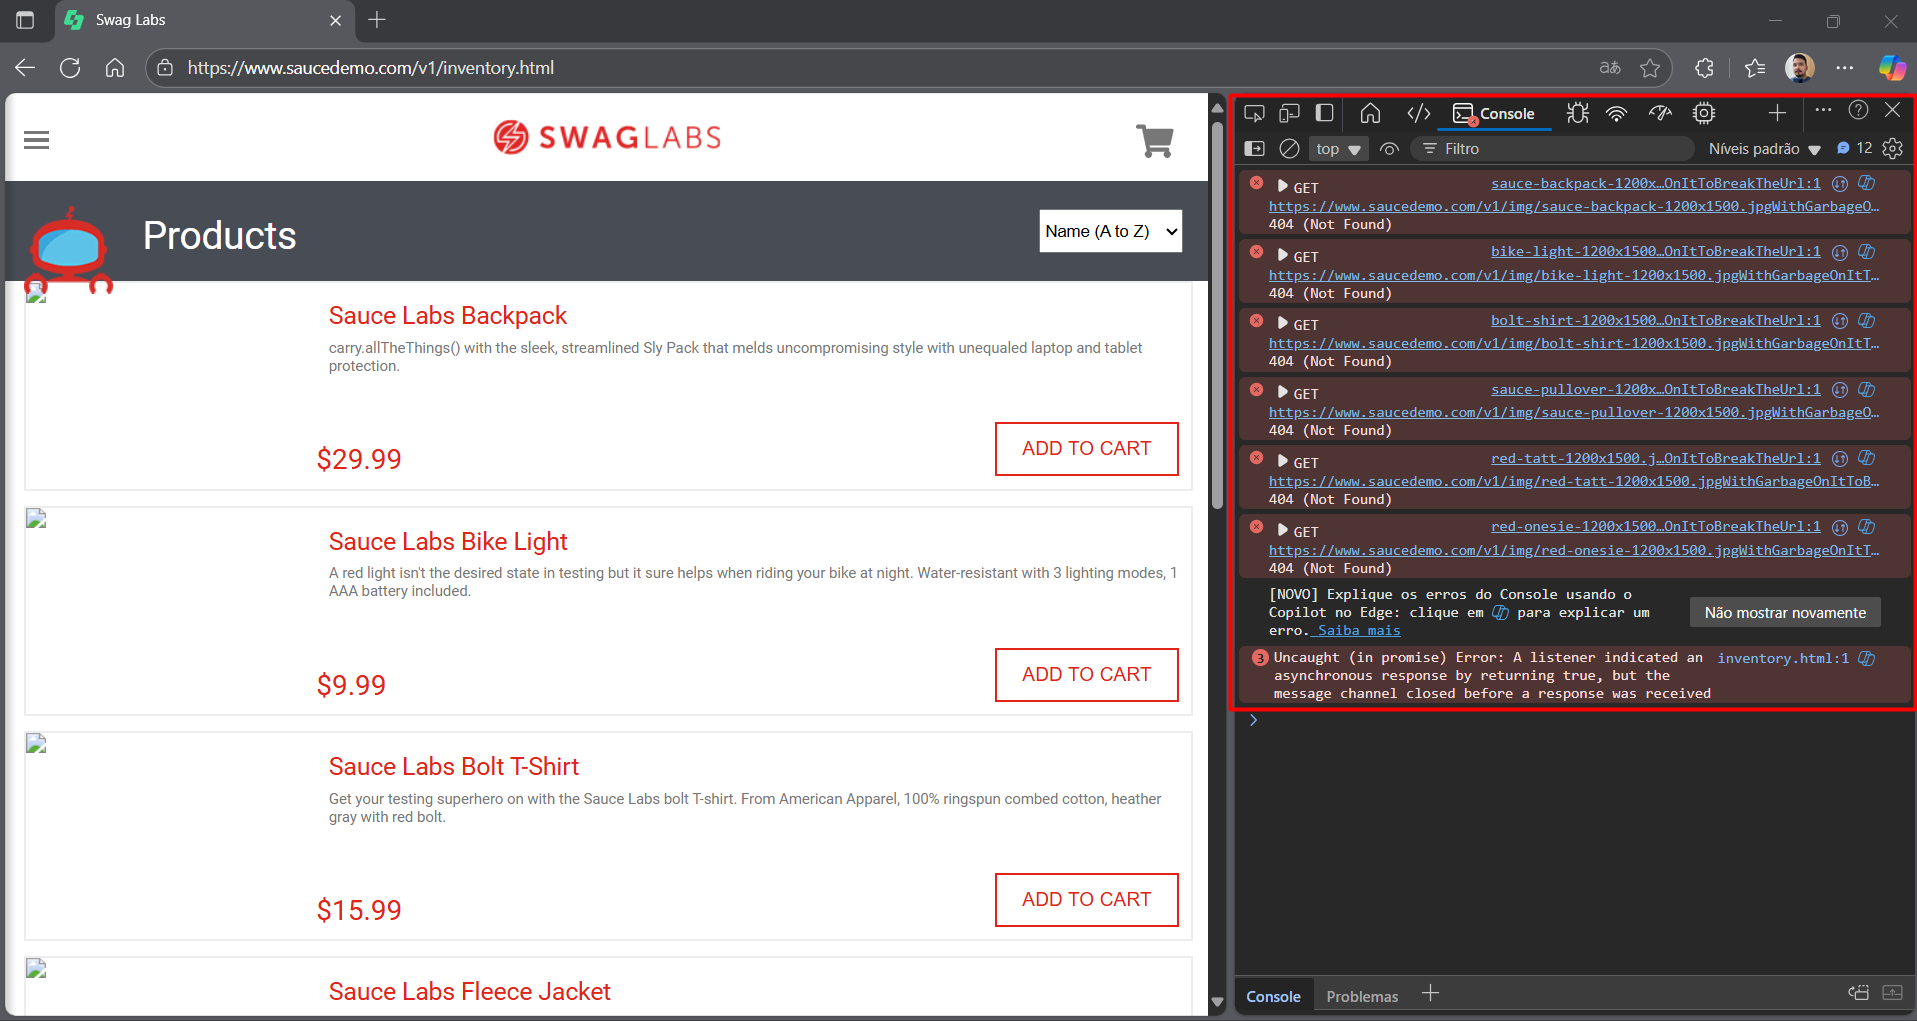 Swag Labs
https://www.saucedemo.com/v1/inventory.html
aあ
SWAGLABS
Products
Name (A to Z)
Sauce Labs Backpack
carry.allTheThings() with the sleek, streamlined Sly Pack that melds uncompromising style with unequaled laptop and tablet
protection.
$29.99
ADD TO CART
Sauce Labs Bike Light
A red light isn't the desired state in testing but it sure helps when riding your bike at night. Water-resistant with 3 lighting modes, 1
AAA battery included.
$9.99
ADD TO CART
Sauce Labs Bolt T-Shirt
Get your testing superhero on with the Sauce Labs bolt T-shirt. From American Apparel, 100% ringspun combed cotton, heather
gray with red bolt.
$15.99
ADD TO CART
Sauce Labs Fleece Jacket
Console
top
Filtro
Níveis padrão
12
GET sauce-backpack-1200x…OnItToBreakTheUrl:1
https://www.saucedemo.com/v1/img/sauce-backpack-1200x1500.jpgWithGarbageO…
404 (Not Found)
GET bike-light-1200x1500…OnItToBreakTheUrl:1
https://www.saucedemo.com/v1/img/bike-light-1200x1500.jpgWithGarbageOnItT…
404 (Not Found)
GET bolt-shirt-1200x1500…OnItToBreakTheUrl:1
https://www.saucedemo.com/v1/img/bolt-shirt-1200x1500.jpgWithGarbageOnItT…
404 (Not Found)
GET sauce-pullover-1200x…OnItToBreakTheUrl:1
https://www.saucedemo.com/v1/img/sauce-pullover-1200x1500.jpgWithGarbageO…
404 (Not Found)
GET red-tatt-1200x1500.j…OnItToBreakTheUrl:1
https://www.saucedemo.com/v1/img/red-tatt-1200x1500.jpgWithGarbageOnItToB…
404 (Not Found)
GET red-onesie-1200x1500…OnItToBreakTheUrl:1
https://www.saucedemo.com/v1/img/red-onesie-1200x1500.jpgWithGarbageOnItT…
404 (Not Found)
[NOVO] Explique os erros do Console usando o
Copilot no Edge: clique em para explicar um
erro. Saiba mais
Não mostrar novamente
3 Uncaught (in promise) Error: A listener indicated an inventory.html:1
asynchronous response by returning true, but the
message channel closed before a response was received
Console
Problemas